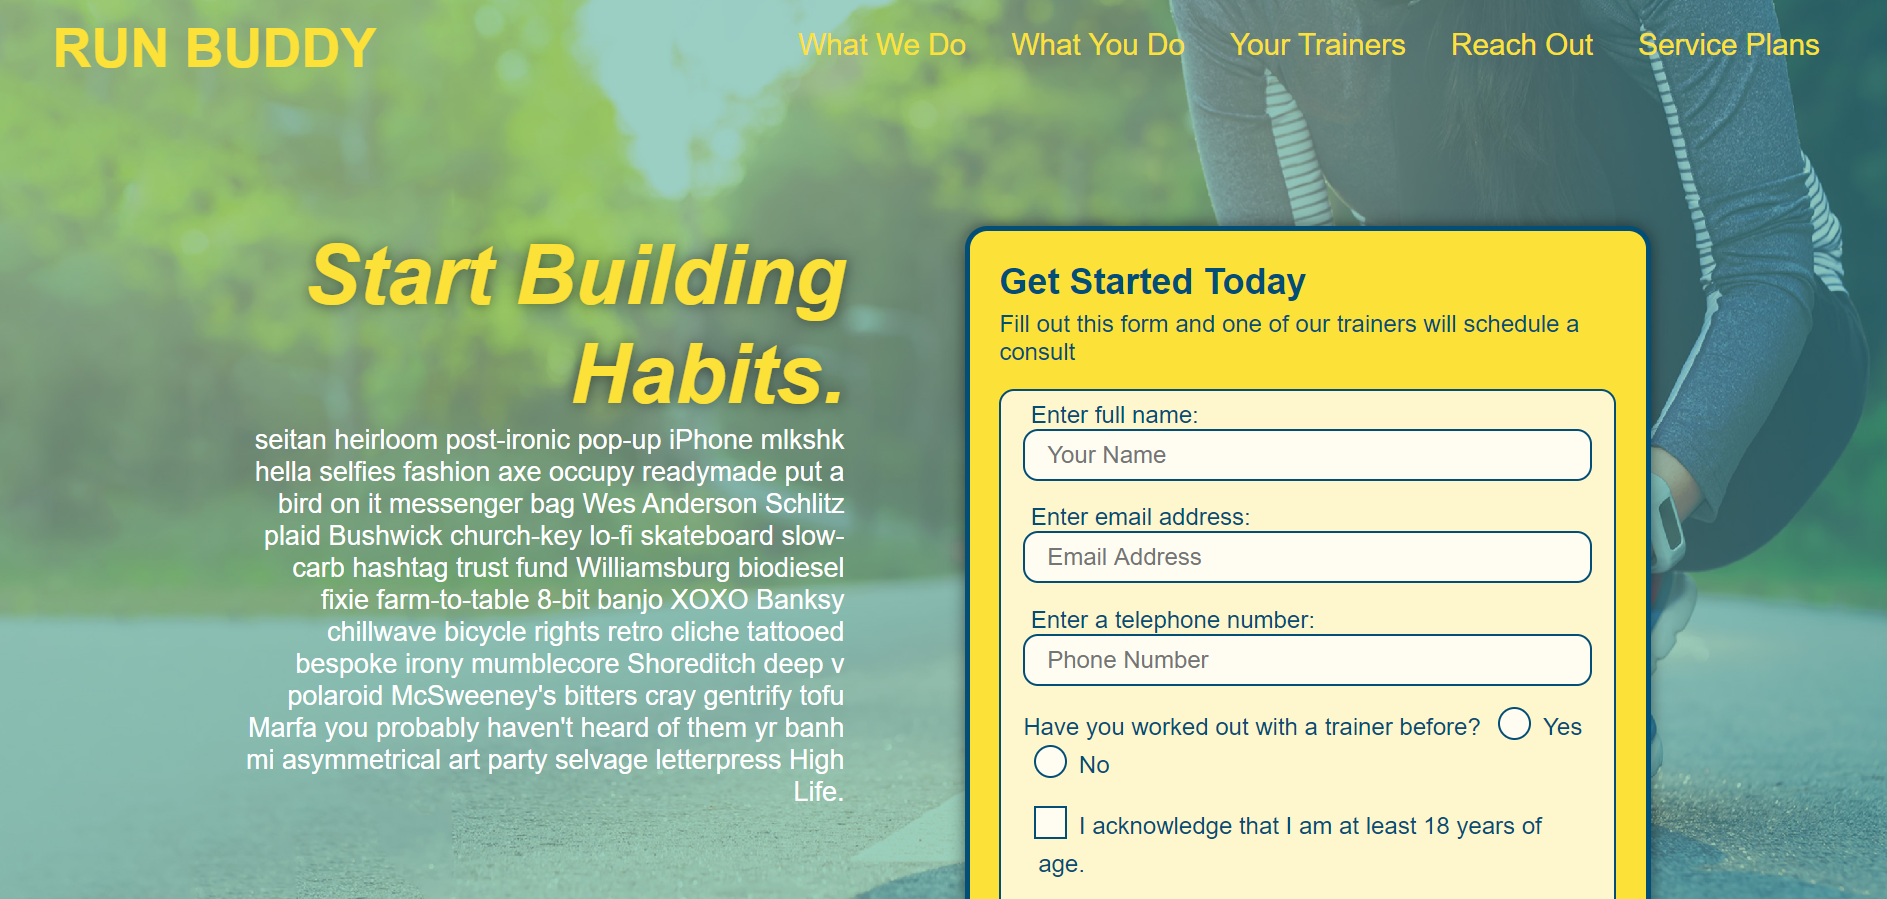 RUN BUDDY
What We Do What You Do Your Trainers Reach Out Service Plans
Start Building
Habits.
seitan heirloom post-ironic pop-up iPhone mlkshk
hella selfies fashion axe occupy readymade put a
bird on it messenger bag Wes Anderson Schlitz
plaid Bushwick church-key lo-fi skateboard slow-
carb hashtag trust fund Williamsburg biodiesel
fixie farm-to-table 8-bit banjo XOXO Banksy
chillwave bicycle rights retro cliche tattooed
bespoke irony mumblecore Shoreditch deep v
polaroid McSweeney's bitters cray gentrify tofu
Marfa you probably haven't heard of them yr banh
mi asymmetrical art party selvage letterpress High
Life.
Get Started Today
Fill out this form and one of our trainers will schedule a
consult
Enter full name:
Your Name
Enter email address:
Email Address
Enter a telephone number:
Phone Number
Have you worked out with a trainer before? Yes
No
I acknowledge that I am at least 18 years of
age.